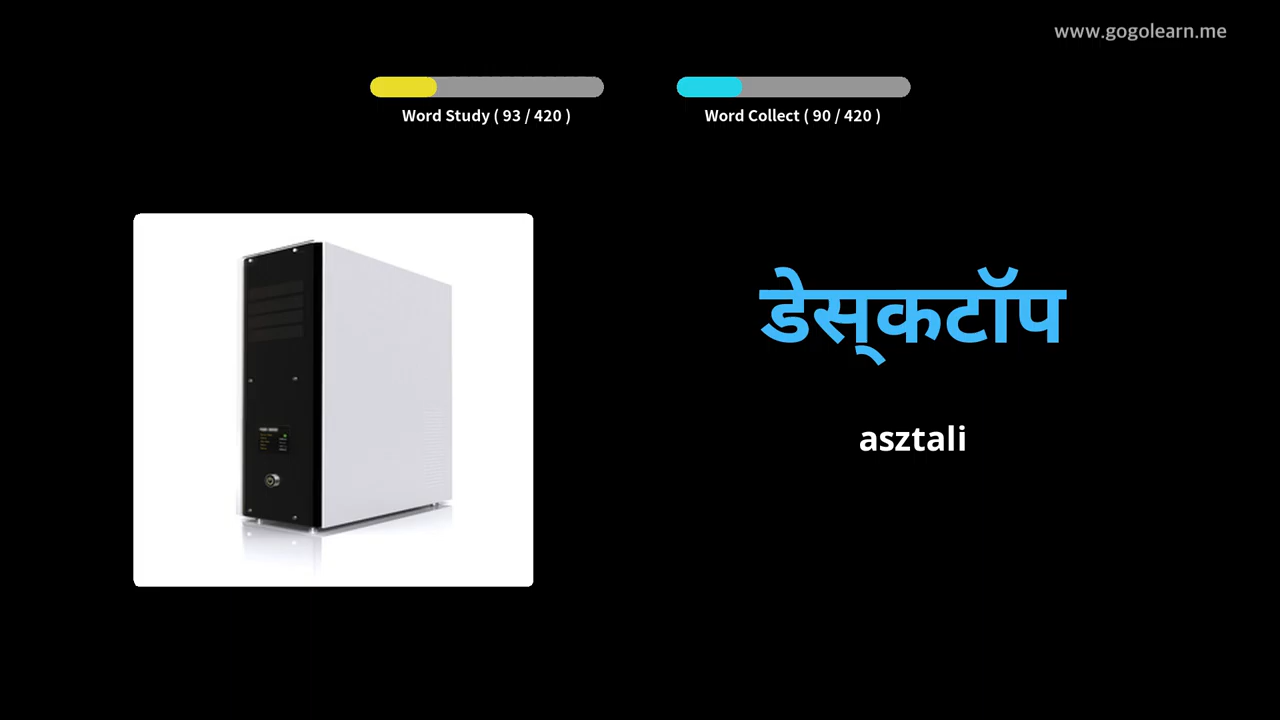 www.gogolearn.me
Word Study ( 93 / 420 )
Word Collect ( 90 / 420 )
डेस्‌कटॉप
asztali